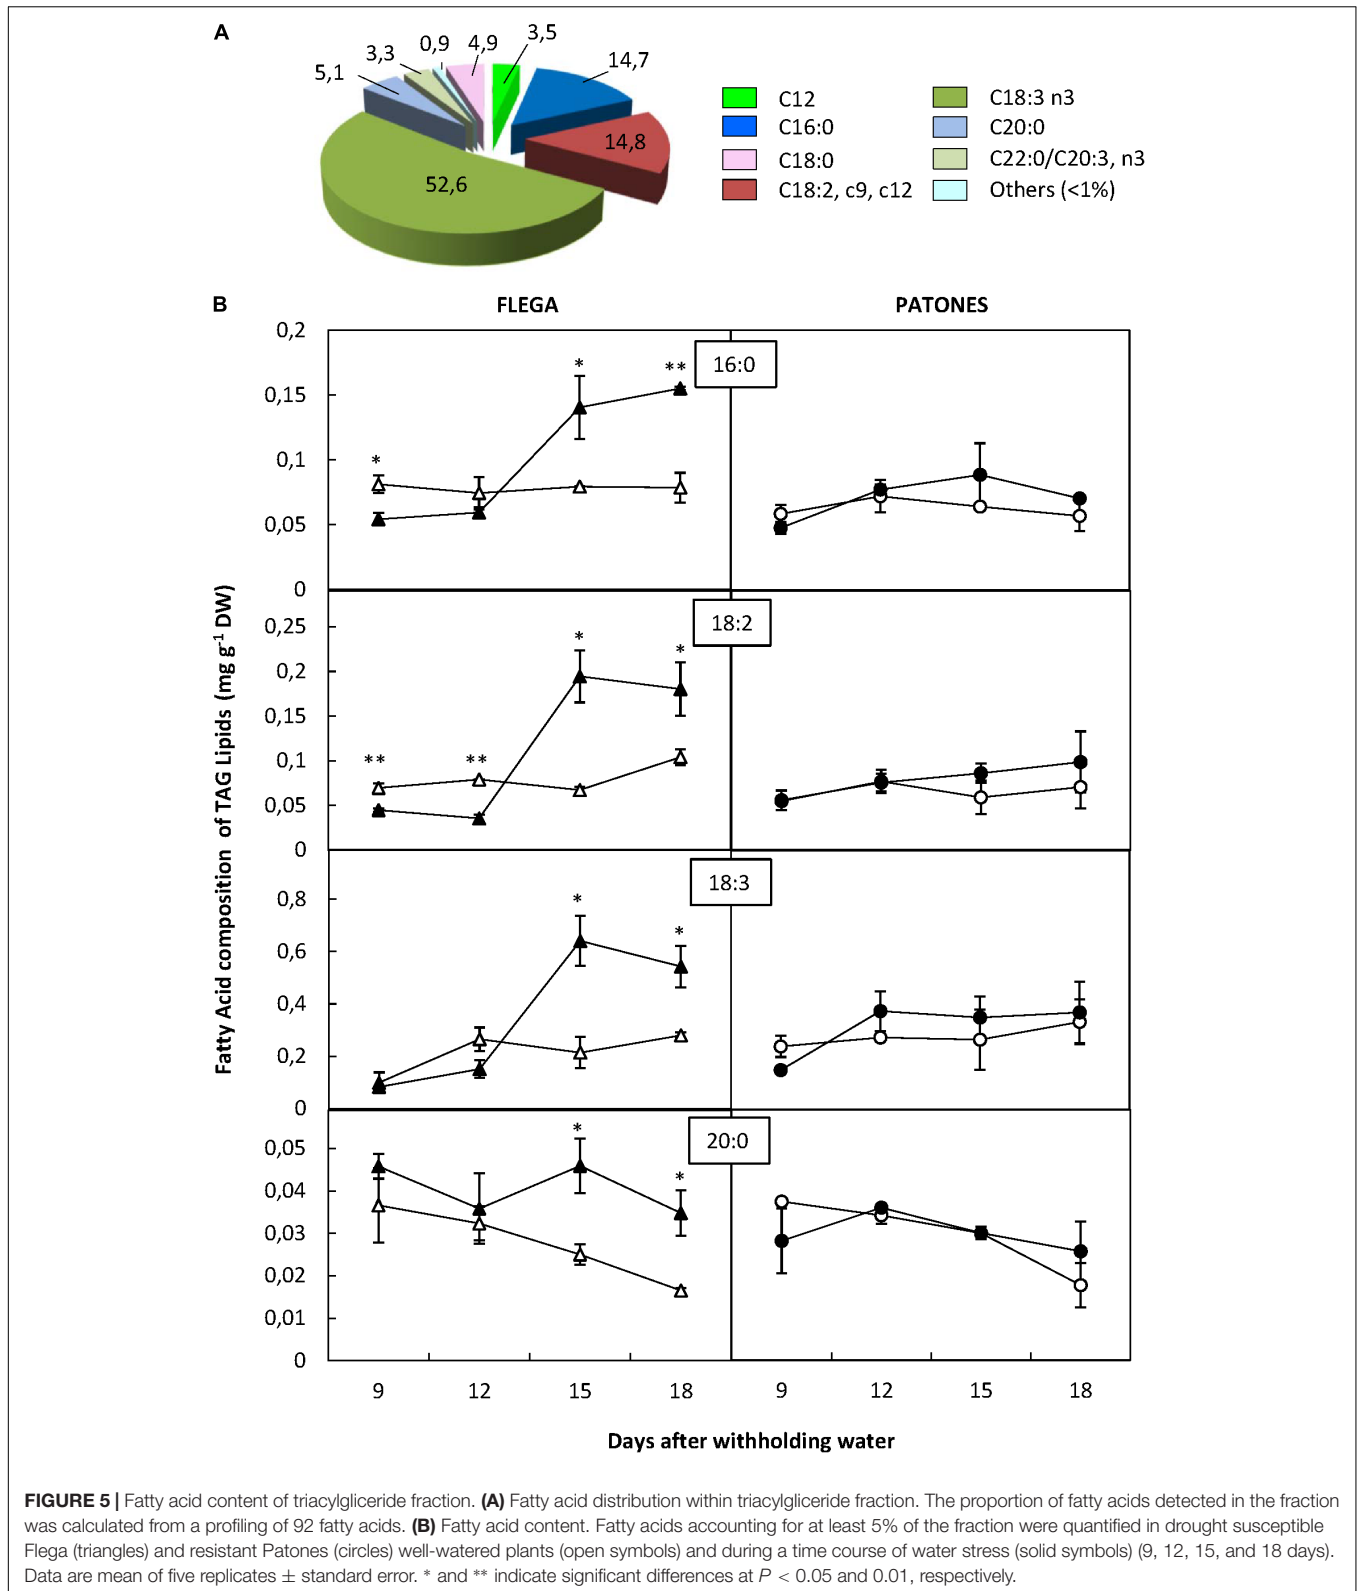 A
3,5
4,9
0,9
3,3
5,1
14,7
14,8
52,6
C12
C16:0
C18:0
C18:2, c9, c12
C18:3 n3
C20:0
C22:0/C20:3, n3
Others (<1%)
B
FLEGA PATONES
Fatty Acid composition of TAG Lipids (mg g⁻¹ DW)
16:0
0,2
0,15
0,1
0,05
0
* * **
18:2
0,25
0,2
0,15
0,1
0,05
0
** ** * *
18:3
0,8
0,6
0,4
0,2
0
* *
20:0
0,05
0,04
0,03
0,02
0,01
0
* *
9 12 15 18 9 12 15 18
Days after withholding water
FIGURE 5 | Fatty acid content of triacylgliceride fraction. (A) Fatty acid distribution within triacylgliceride fraction. The proportion of fatty acids detected in the fraction
was calculated from a profiling of 92 fatty acids. (B) Fatty acid content. Fatty acids accounting for at least 5% of the fraction were quantified in drought susceptible
Flega (triangles) and resistant Patones (circles) well-watered plants (open symbols) and during a time course of water stress (solid symbols) (9, 12, 15, and 18 days).
Data are mean of five replicates ± standard error. * and ** indicate significant differences at P < 0.05 and 0.01, respectively.